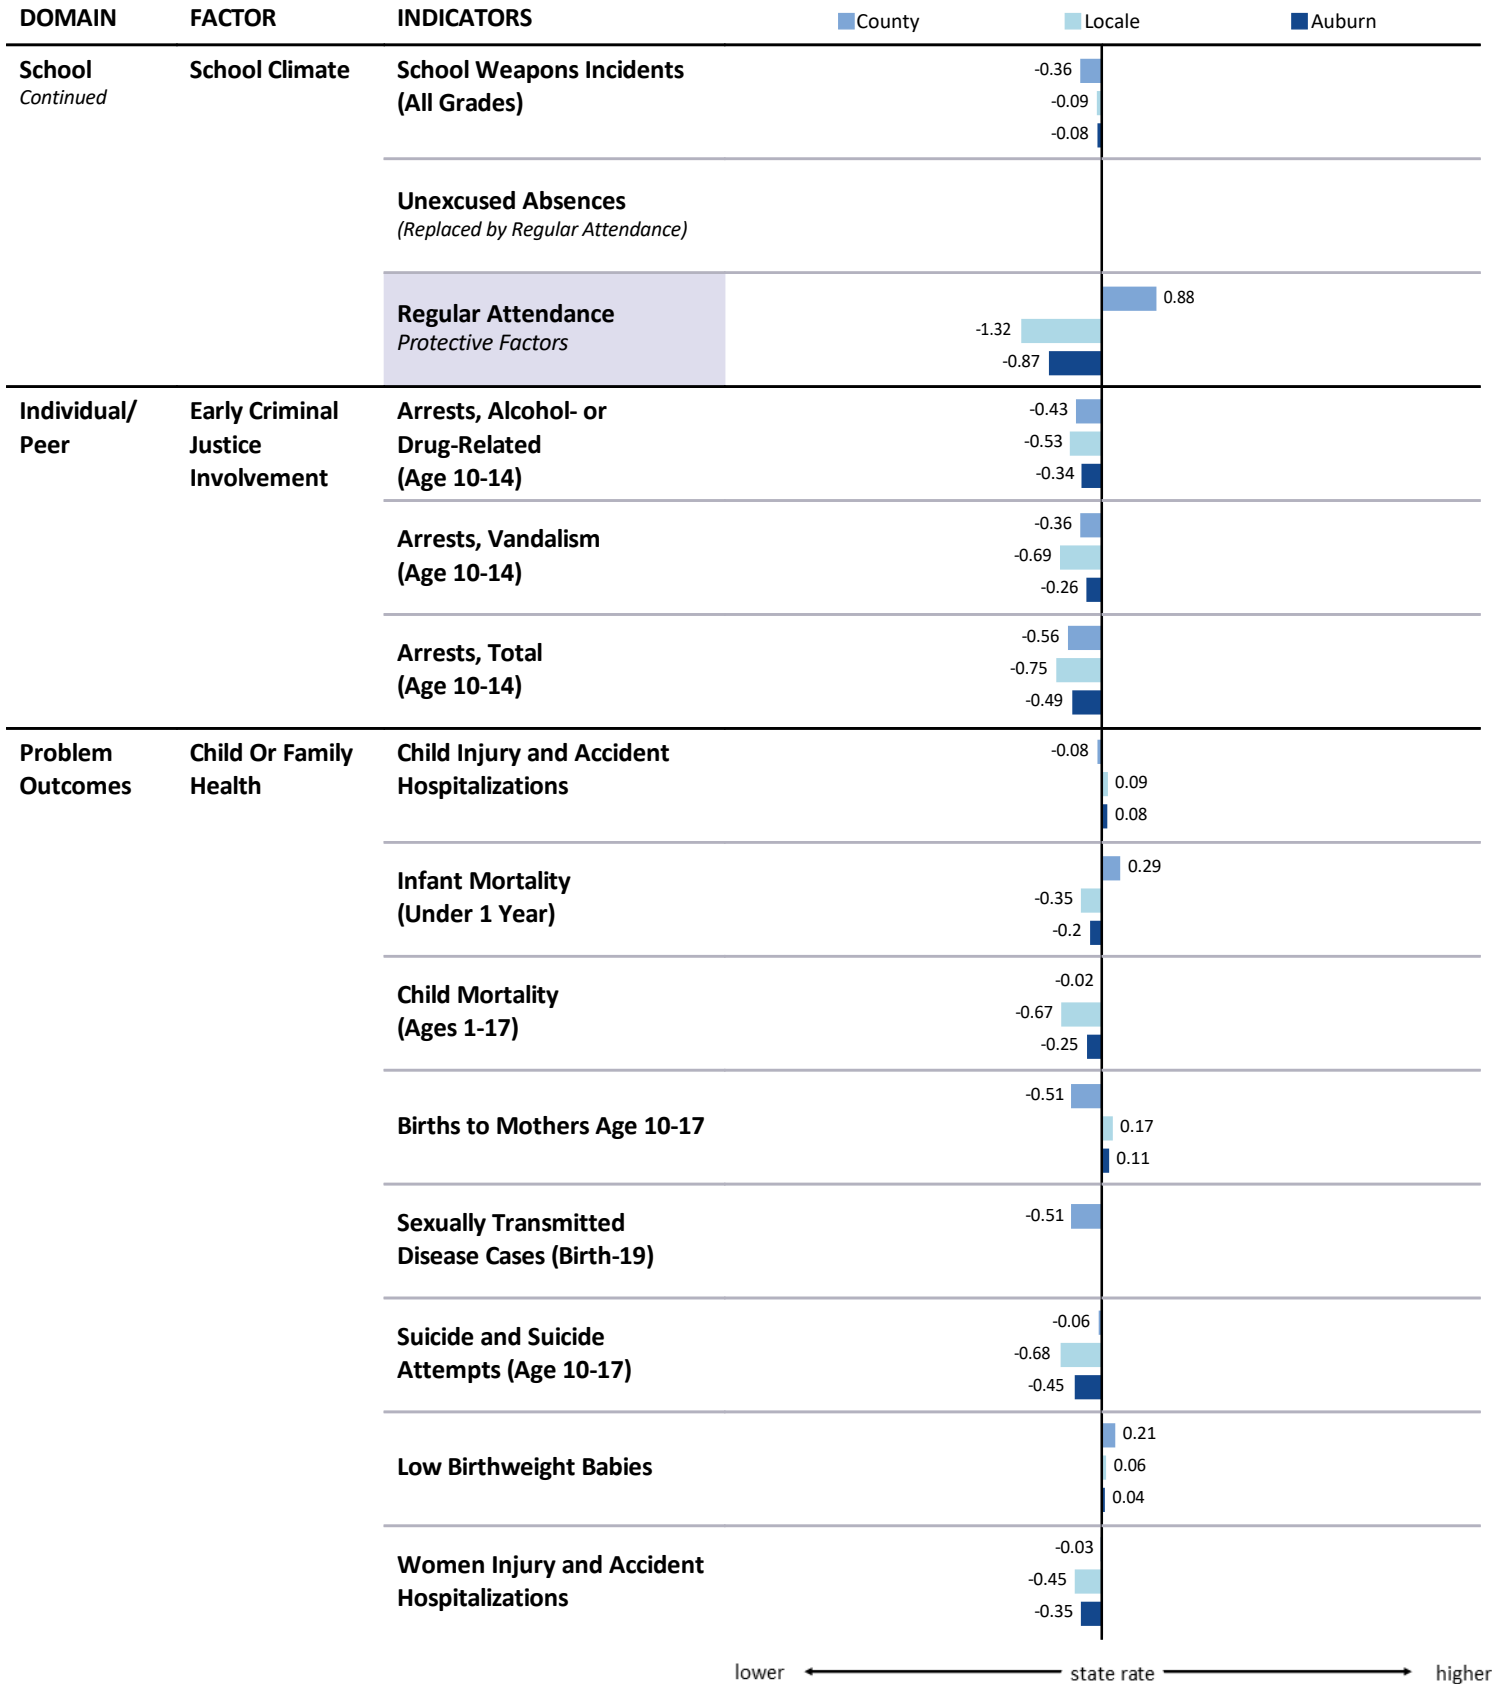 DOMAIN FACTOR INDICATORS County Locale Auburn
School School Climate School Weapons Incidents
Continued (All Grades)
-0.36
-0.09
-0.08
Unexcused Absences
(Replaced by Regular Attendance)
Regular Attendance
Protective Factors
0.88
-1.32
-0.87
Individual/ Early Criminal Arrests, Alcohol- or
Peer Justice Drug-Related
Involvement (Age 10-14)
-0.43
-0.53
-0.34
Arrests, Vandalism
(Age 10-14)
-0.36
-0.69
-0.26
Arrests, Total
(Age 10-14)
-0.56
-0.75
-0.49
Problem Child Or Family Child Injury and Accident
Outcomes Health Hospitalizations
-0.08
0.09
0.08
Infant Mortality
(Under 1 Year)
0.29
-0.35
-0.2
Child Mortality
(Ages 1-17)
-0.02
-0.67
-0.25
Births to Mothers Age 10-17
-0.51
0.17
0.11
Sexually Transmitted
Disease Cases (Birth-19)
-0.51
Suicide and Suicide
Attempts (Age 10-17)
-0.06
-0.68
-0.45
Low Birthweight Babies
0.21
0.06
0.04
Women Injury and Accident
Hospitalizations
-0.03
-0.45
-0.35
lower state rate higher